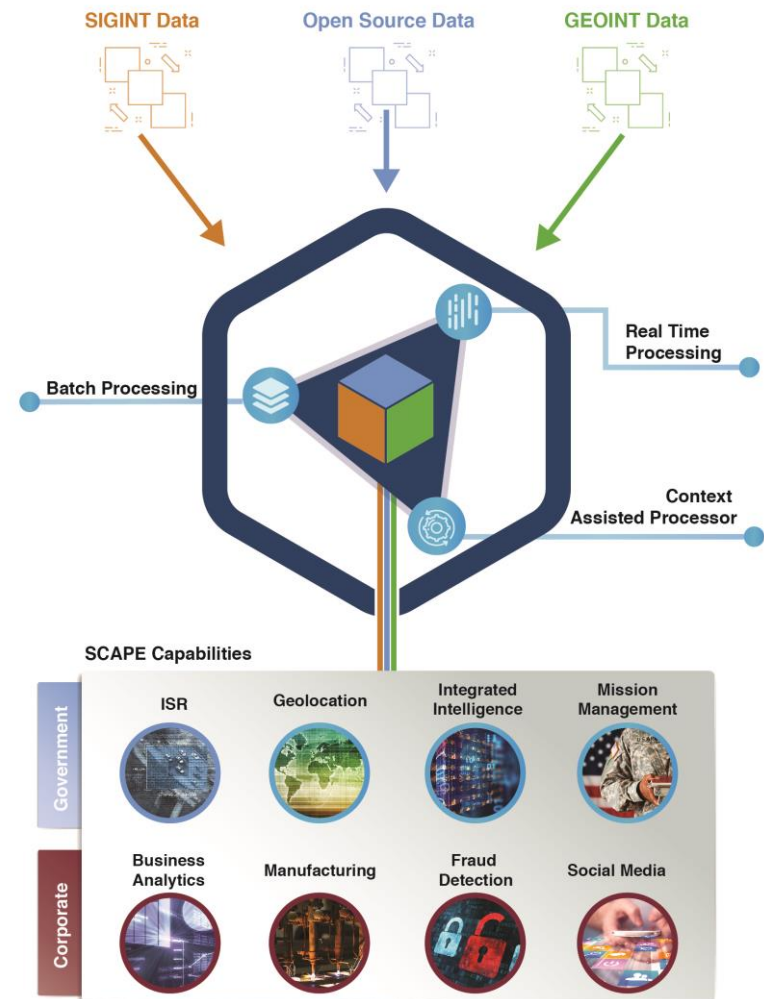 SIGINT Data
Open Source Data
GEOINT Data
Real Time
Processing
Batch Processing
Context
Assisted Processor
SCAPE Capabilities
Government
ISR
Geolocation
Integrated
Intelligence
Mission
Management
Corporate
Business
Analytics
Manufacturing
Fraud
Detection
Social Media